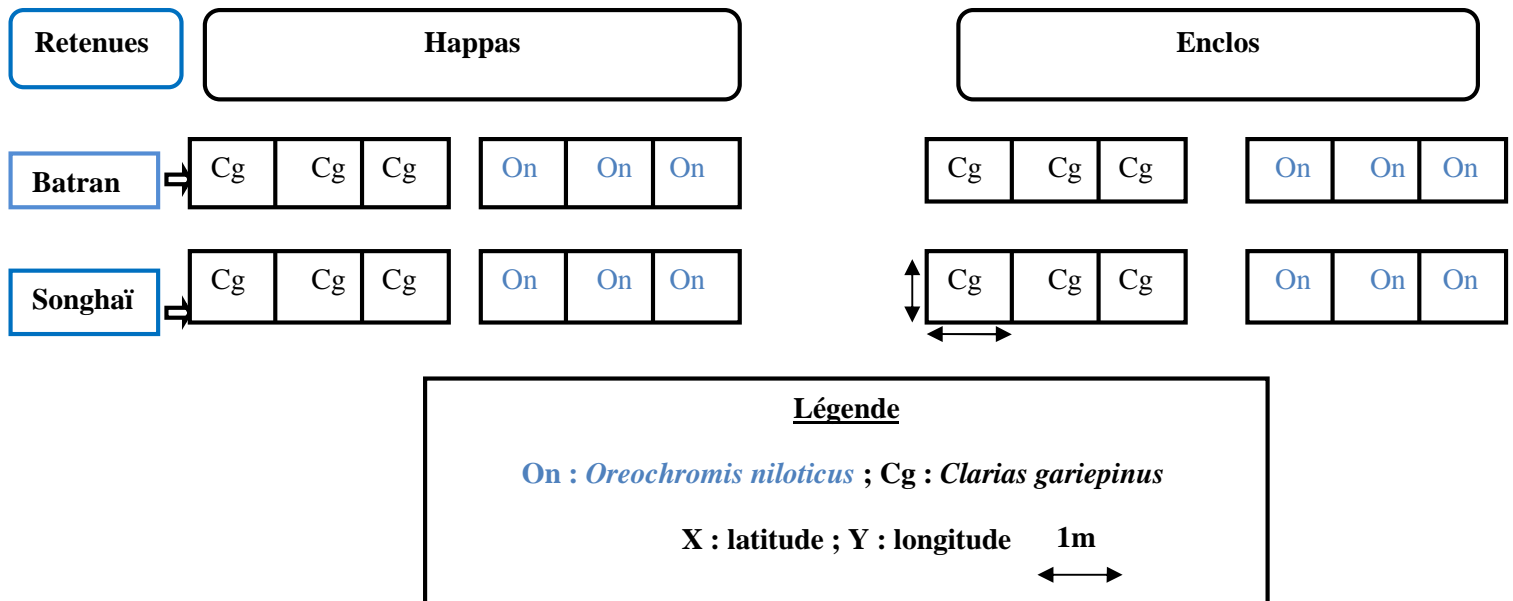 Retenues Happas Enclos
Batran Cg Cg Cg On On On Cg Cg Cg On On On
Songhaï Cg Cg Cg On On On Cg Cg Cg On On On
Légende
On : Oreochromis niloticus ; Cg : Clarias gariepinus
X : latitude ; Y : longitude 1m